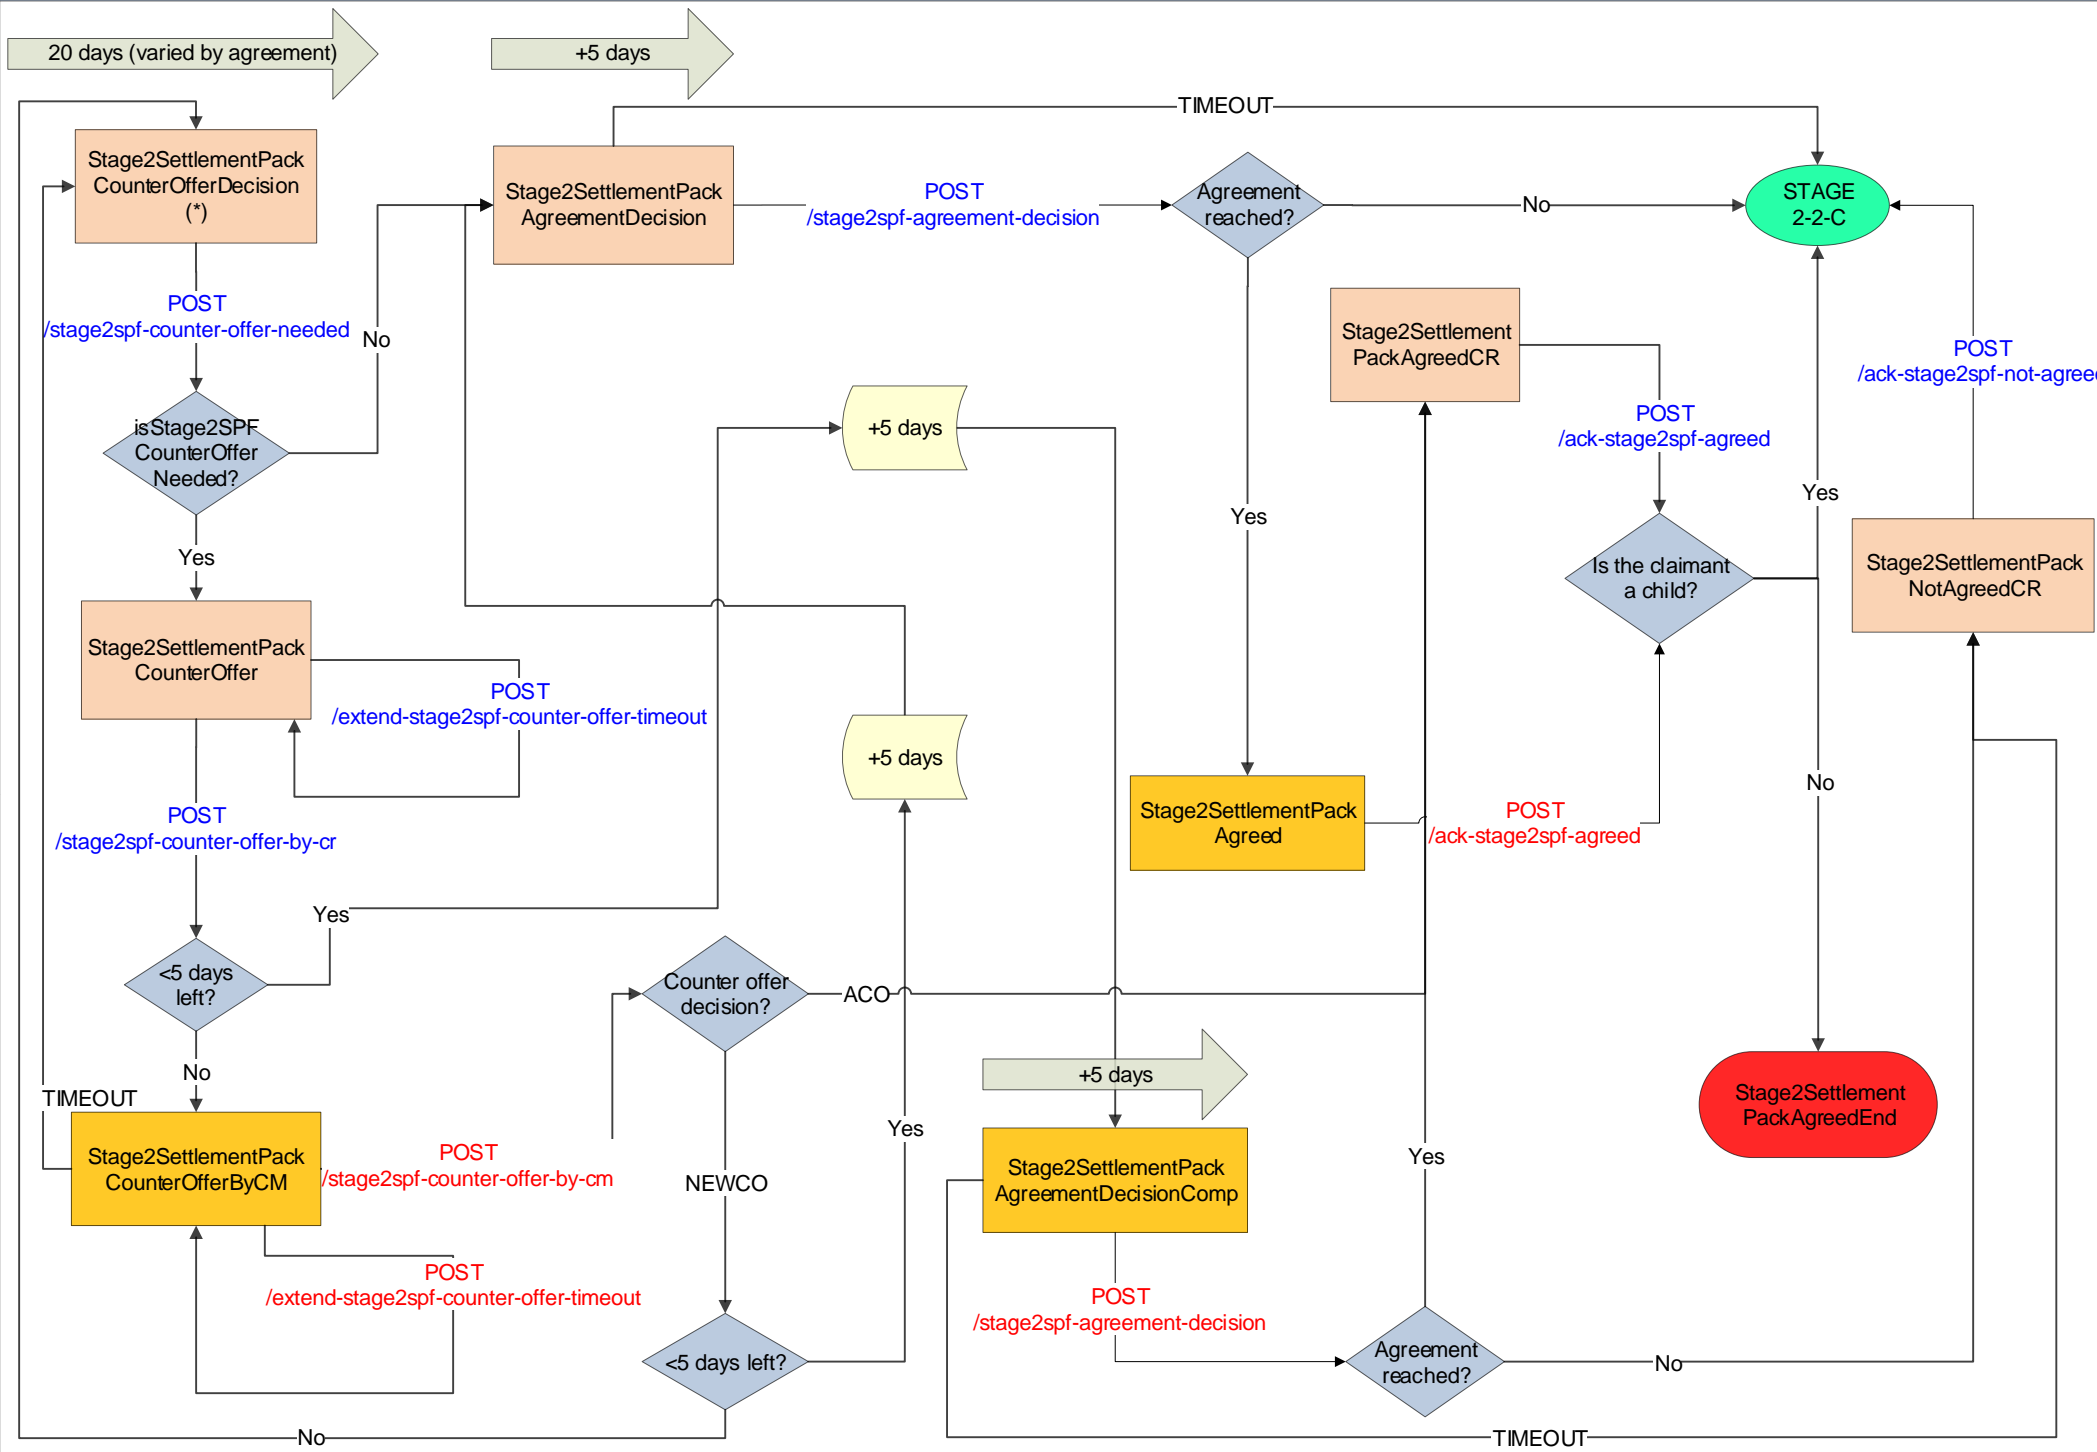 20 days (varied by agreement)
+5 days
TIMEOUT
Stage2SettlementPack
CounterOfferDecision
(*)
Stage2SettlementPack
AgreementDecision
POST
/stage2spf-agreement-decision
Agreement
reached?
No
STAGE
2-2-C
POST
/stage2spf-counter-offer-needed
No
Stage2Settlement
PackAgreedCR
POST
/ack-stage2spf-not-agree
isStage2SPF
CounterOffer
Needed?
+5 days
POST
/ack-stage2spf-agreed
Yes
Yes
Yes
Is the claimant
a child?
Stage2SettlementPack
NotAgreedCR
Stage2SettlementPack
CounterOffer
POST
/extend-stage2spf-counter-offer-timeout
+5 days
No
POST
/stage2spf-counter-offer-by-cr
Stage2SettlementPack
Agreed
POST
/ack-stage2spf-agreed
Yes
<5 days
left?
Counter offer
decision?
ACO
No
TIMEOUT
+5 days
Stage2Settlement
PackAgreedEnd
Stage2SettlementPack
CounterOfferByCM
POST
/stage2spf-counter-offer-by-cm
NEWCO
Yes
Stage2SettlementPack
AgreementDecisionComp
Yes
POST
/extend-stage2spf-counter-offer-timeout
POST
/stage2spf-agreement-decision
<5 days left?
Agreement
reached?
No
No
TIMEOUT